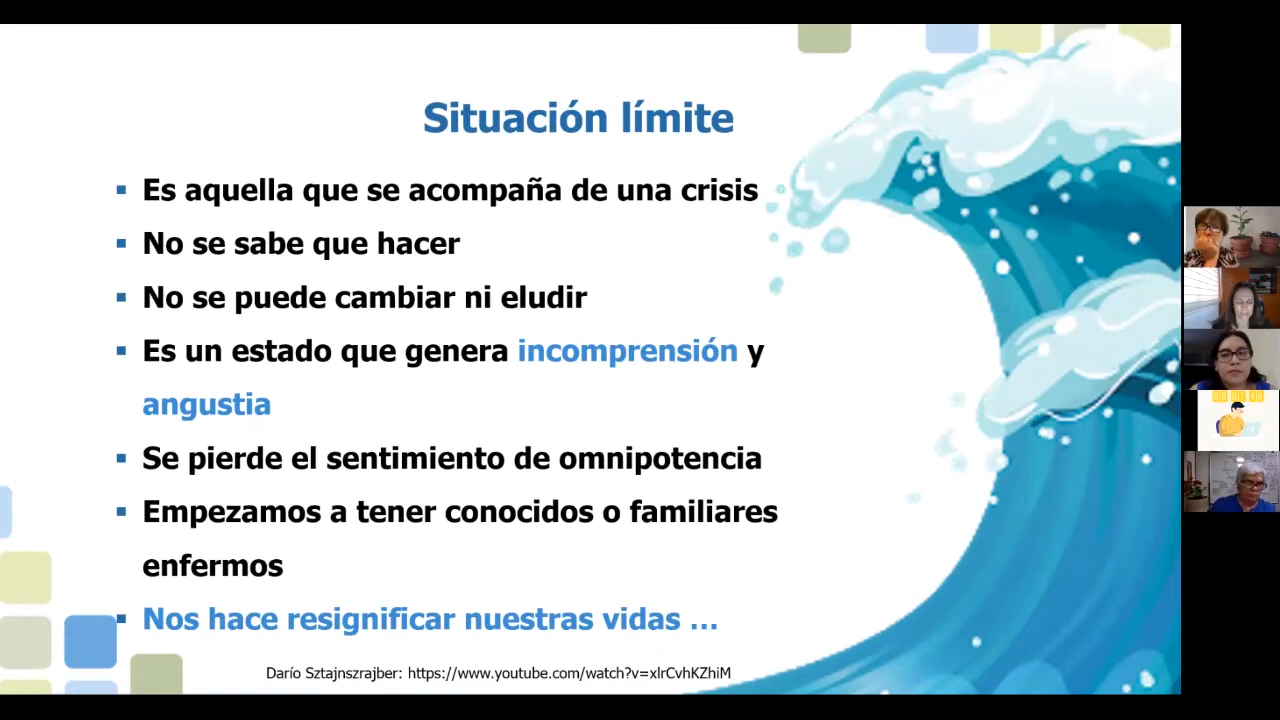 Situación límite
Es aquella que se acompaña de una crisis
No se sabe que hacer
No se puede cambiar ni eludir
Es un estado que genera incomprensión y
angustia
Se pierde el sentimiento de omnipotencia
Empezamos a tener conocidos o familiares
enfermos
Nos hace resignificar nuestras vidas ...
Darío Sztajnszrajber: https://www.youtube.com/watch?v=xlrCvhKZhiM